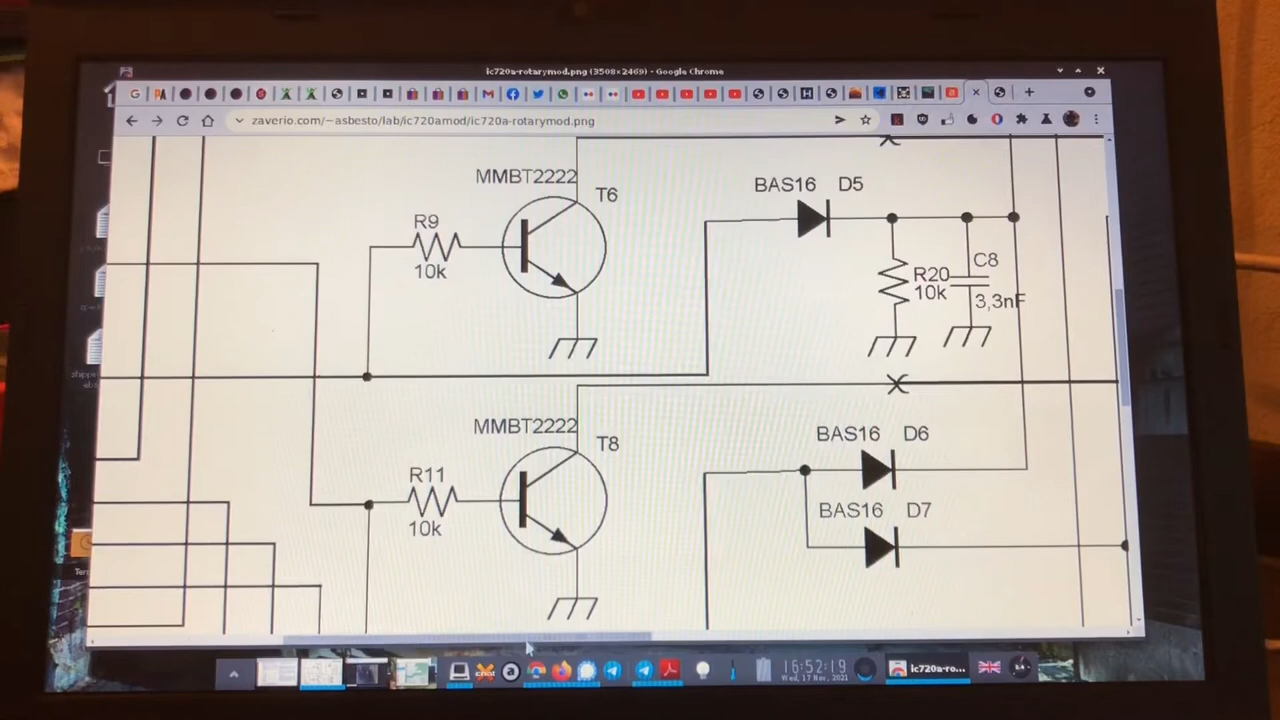 ic720a-rotarymod.png (3508×2469) - Google Chrome
zaverio.com/~asbesto/lab/ic720amod/ic720a-rotarymod.png
MMBT2222
T6
R9
10k
BAS16 D5
R20
10k
C8
3,3nF
MMBT2222
T8
R11
10k
BAS16 D6
BAS16 D7
16:52:19
Wed, 17 Nov, 2021
ic720a-ro...